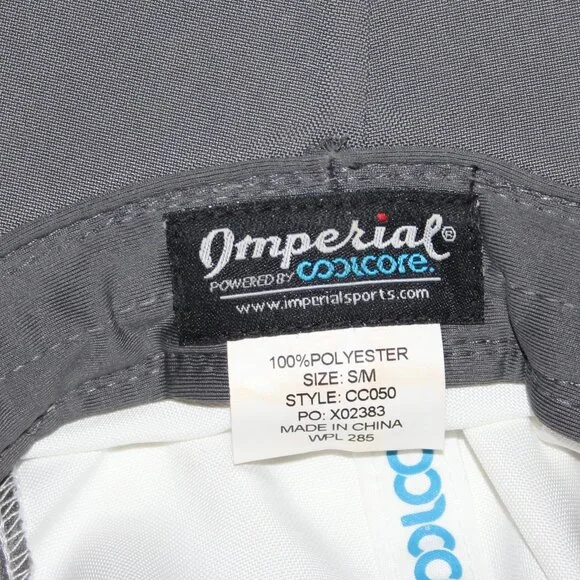 Imperial®
POWERED BY coolcore.
www.imperialsports.com
100%POLYESTER
SIZE: S/M
STYLE: CC050
PO: X02383
MADE IN CHINA
WPL 285
coolcore